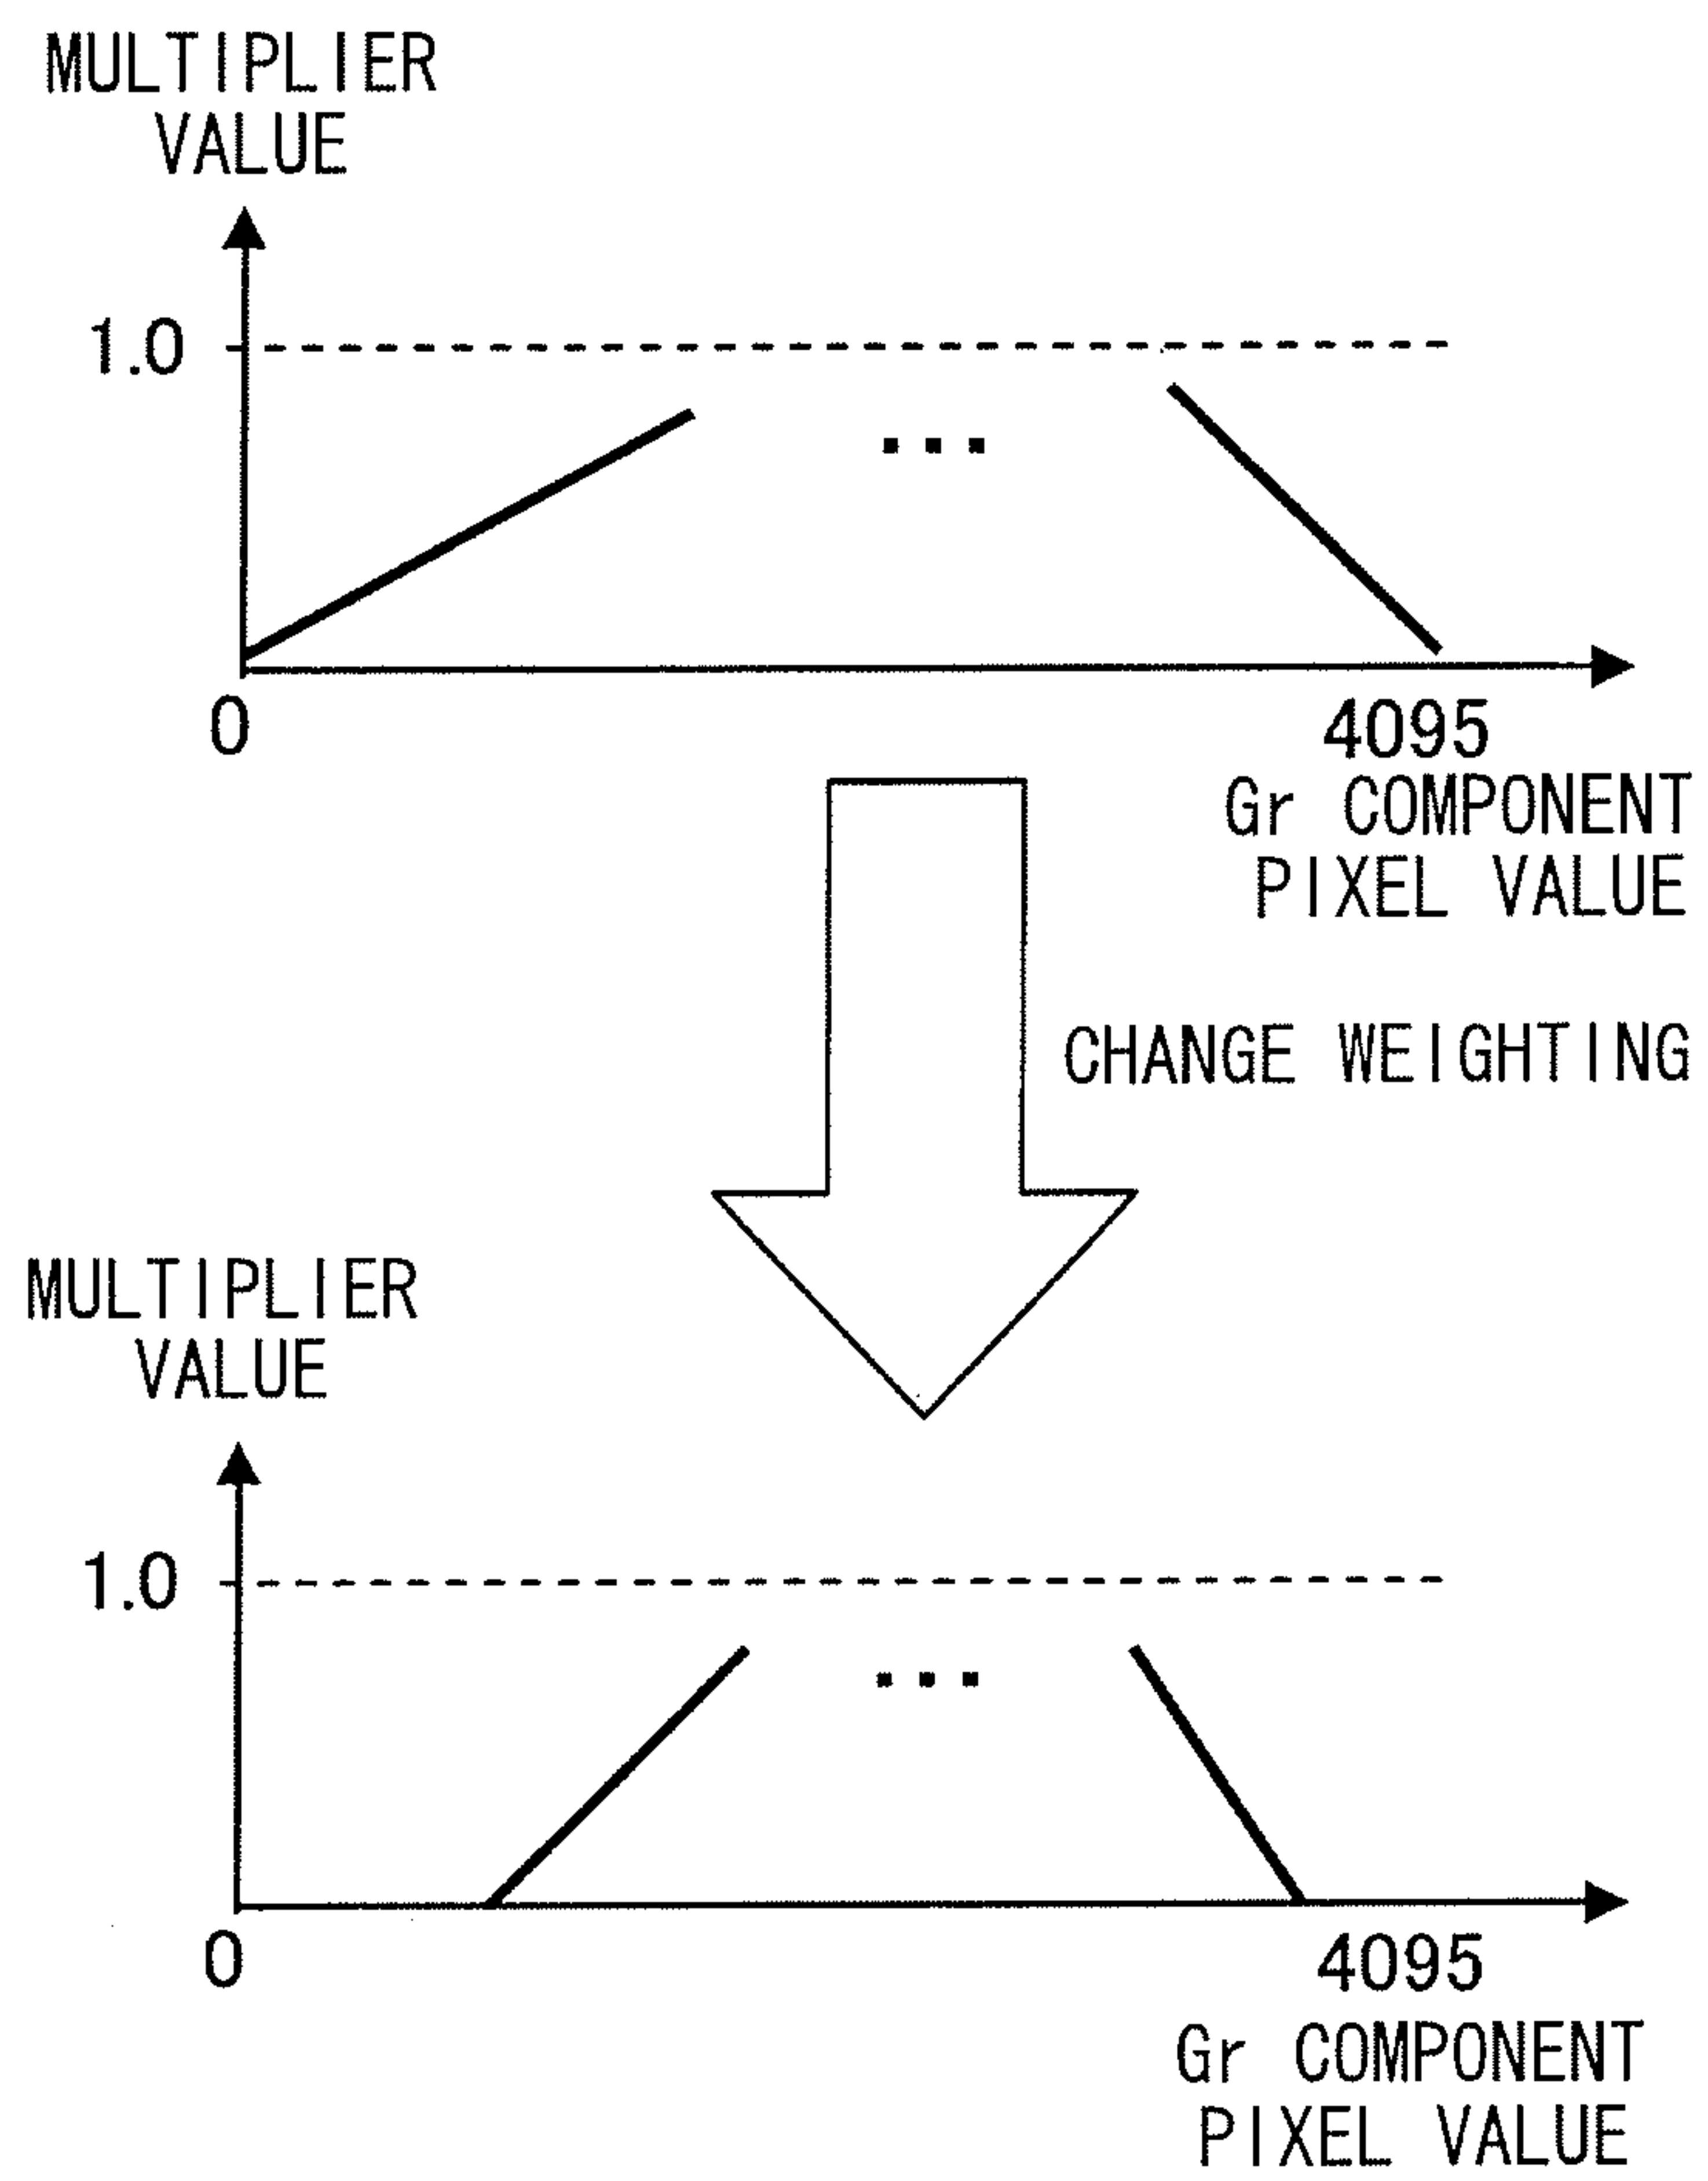 MULTIPLIER
VALUE
1.0
...
0
4095
Gr COMPONENT
PIXEL VALUE
CHANGE WEIGHTING
MULTIPLIER
VALUE
1.0
...
0
4095
Gr COMPONENT
PIXEL VALUE